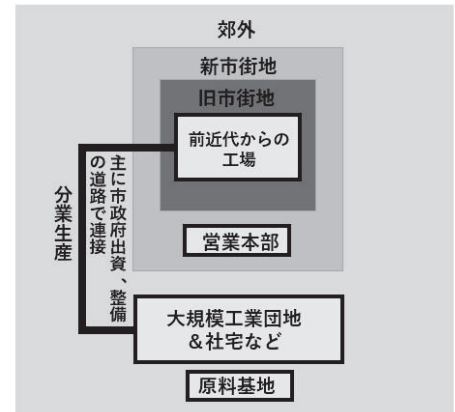 郊外
新市街地
旧市街地
前近代からの
工場
主に市政府出資、整備
の道路で連接
分業生産
営業本部
大規模工業団地
＆社宅など
原料基地